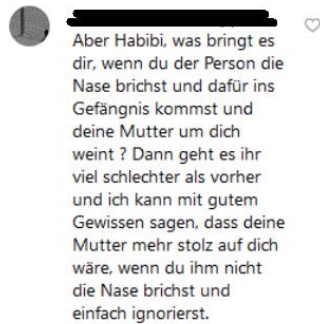 Aber Habibi, was bringt es
dir, wenn du der Person die
Nase brichst und dafür ins
Gefängnis kommst und
deine Mutter um dich
weint ? Dann geht es ihr
viel schlechter als vorher
und ich kann mit gutem
Gewissen sagen, dass deine
Mutter mehr stolz auf dich
wäre, wenn du ihm nicht
die Nase brichst und
einfach ignorierst.